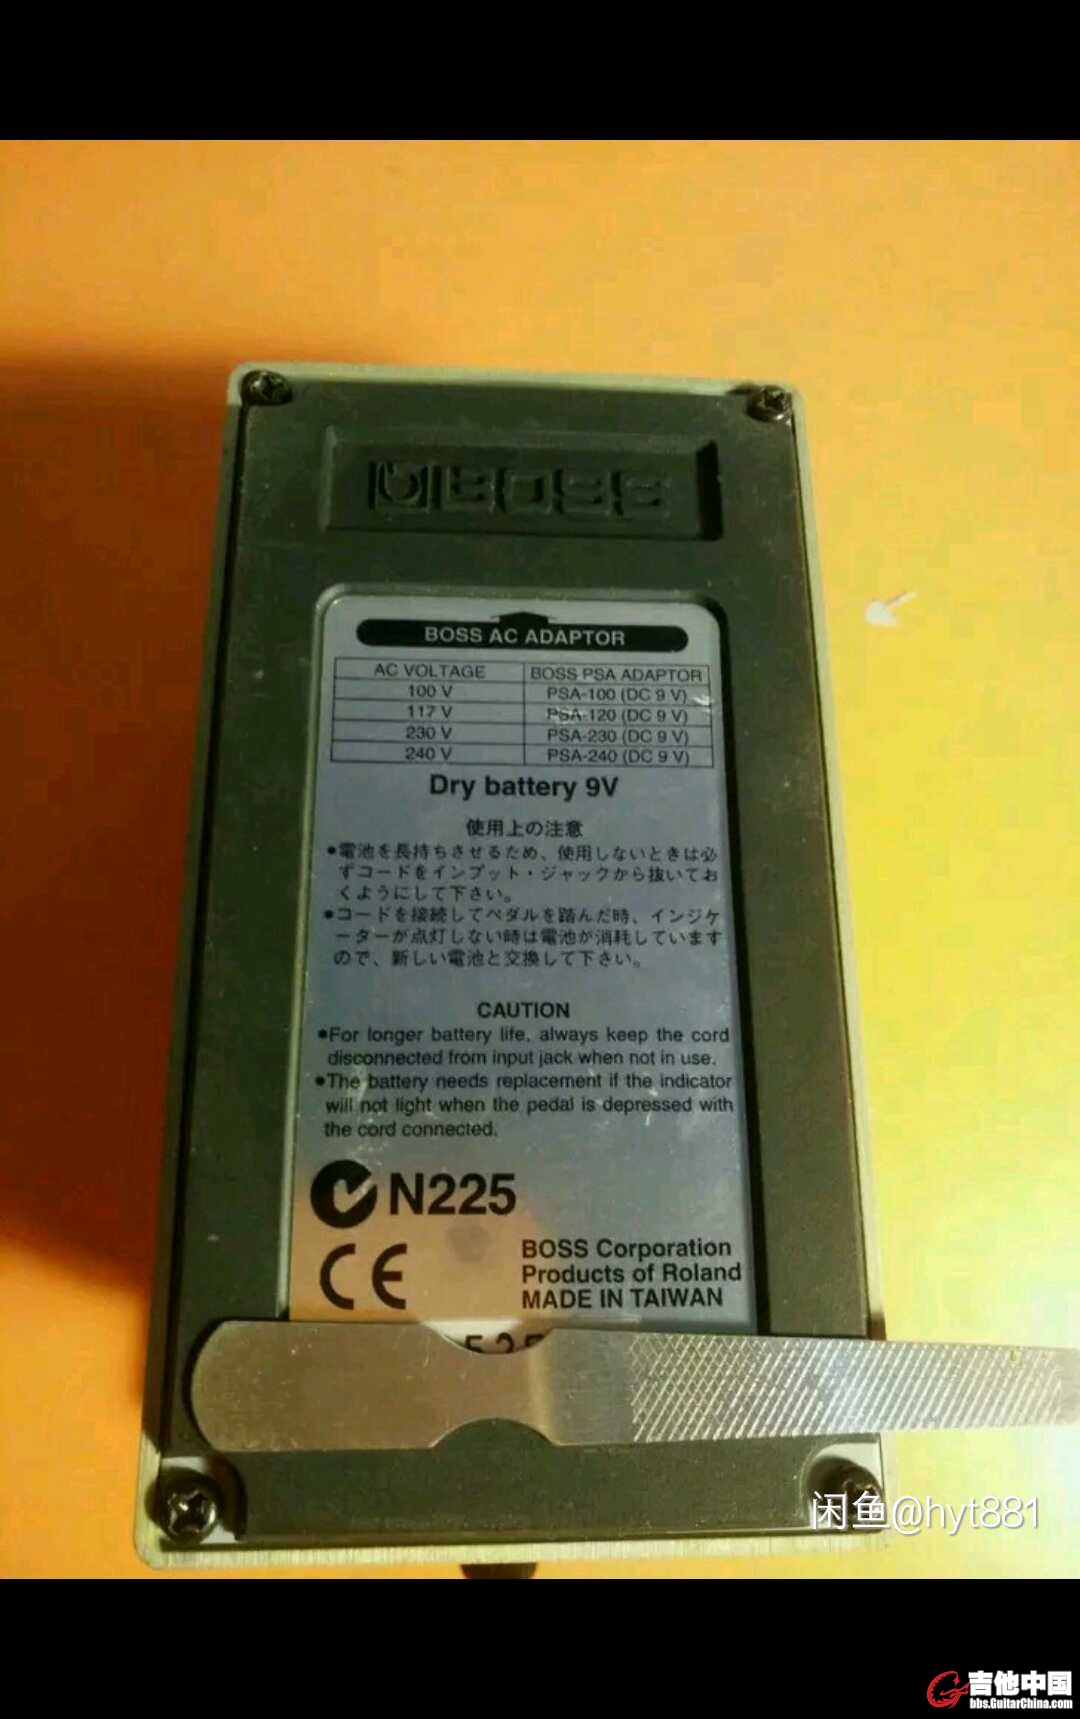 BOSS
BOSS AC ADAPTOR
AC VOLTAGE BOSS PSA ADAPTOR
100 V PSA-100 (DC 9 V)
117 V PSA-120 (DC 9 V)
230 V PSA-230 (DC 9 V)
240 V PSA-240 (DC 9 V)
Dry battery 9V
使用上の注意
●電池を長持ちさせるため、使用しないときは必
ずコードをインプット・ジャックから抜いてお
くようにして下さい。
●コードを接続してペダルを踏んだ時、インジケ
ーターが点灯しない時は電池が消耗しています
ので、新しい電池と交換して下さい。
CAUTION
●For longer battery life, always keep the cord
disconnected from input jack when not in use.
●The battery needs replacement if the indicator
will not light when the pedal is depressed with
the cord connected.
N225
CE
BOSS Corporation
Products of Roland
MADE IN TAIWAN
闲鱼@hyt881
吉他中国
bbs.GuitarChina.com